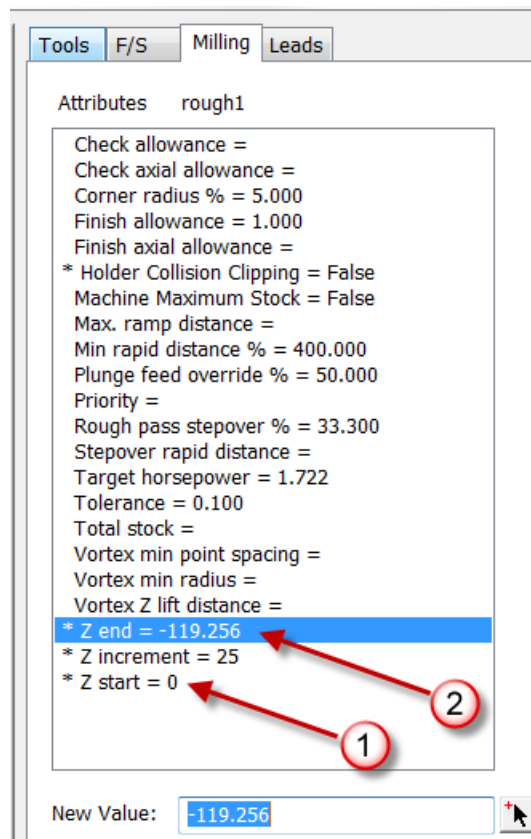 Tools F/S Milling Leads
Attributes rough1
Check allowance =
Check axial allowance =
Corner radius % = 5.000
Finish allowance = 1.000
Finish axial allowance =
* Holder Collision Clipping = False
Machine Maximum Stock = False
Max. ramp distance =
Min rapid distance % = 400.000
Plunge feed override % = 50.000
Priority =
Rough pass stepover % = 33.300
Stepover rapid distance =
Target horsepower = 1.722
Tolerance = 0.100
Total stock =
Vortex min point spacing =
Vortex min radius =
Vortex Z lift distance =
* Z end = -119.256
* Z increment = 25
* Z start = 0
2
1
New Value: -119.256